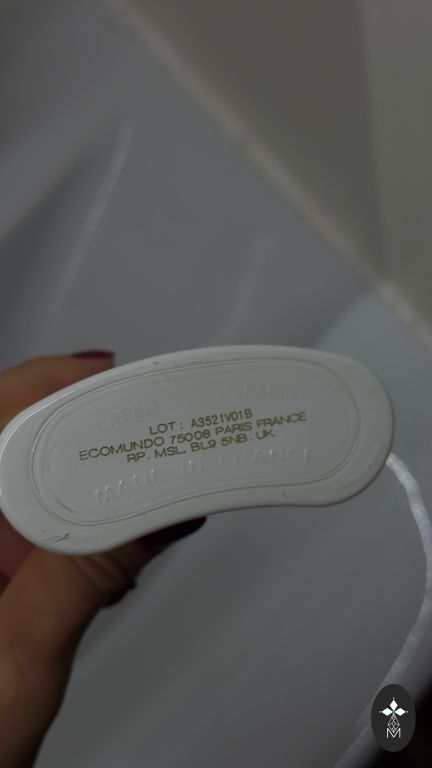 CREED PARIS
LOT : A3521V01B
ECOMUNDO 75008 PARIS FRANCE
RP. MSL, BL9 5NB, UK
MADE IN FRANCE
M